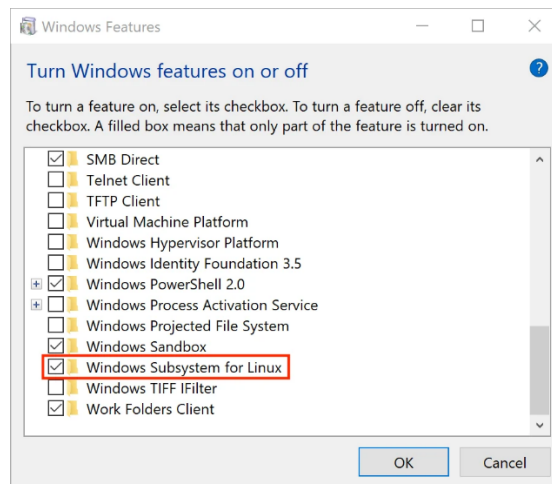 Windows Features
Turn Windows features on or off
?
To turn a feature on, select its checkbox. To turn a feature off, clear its
checkbox. A filled box means that only part of the feature is turned on.
SMB Direct
Telnet Client
TFTP Client
Virtual Machine Platform
Windows Hypervisor Platform
Windows Identity Foundation 3.5
Windows PowerShell 2.0
Windows Process Activation Service
Windows Projected File System
Windows Sandbox
Windows Subsystem for Linux
Windows TIFF IFilter
Work Folders Client
OK
Cancel